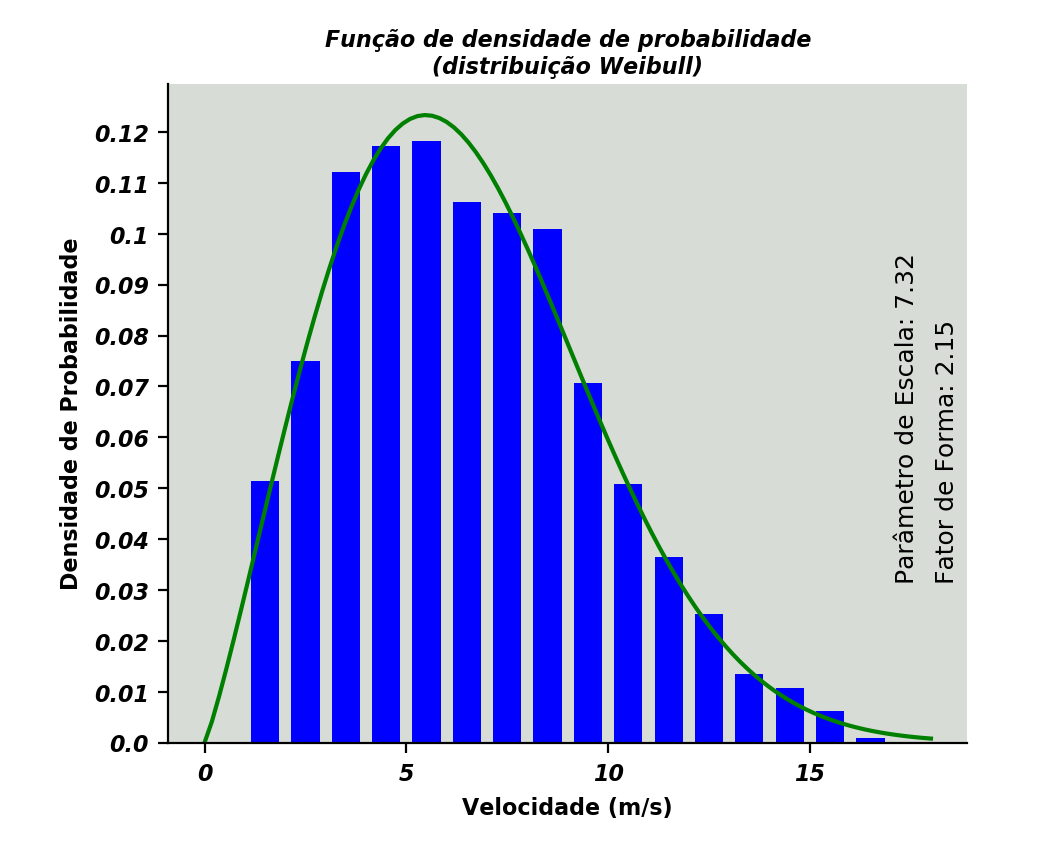 Função de densidade de probabilidade
(distribuição Weibull)
Densidade de Probabilidade
0.12
0.11
0.1
0.09
0.08
0.07
0.06
0.05
0.04
0.03
0.02
0.01
0.0
0
5
10
15
Velocidade (m/s)
Parâmetro de Escala: 7.32
Fator de Forma: 2.15